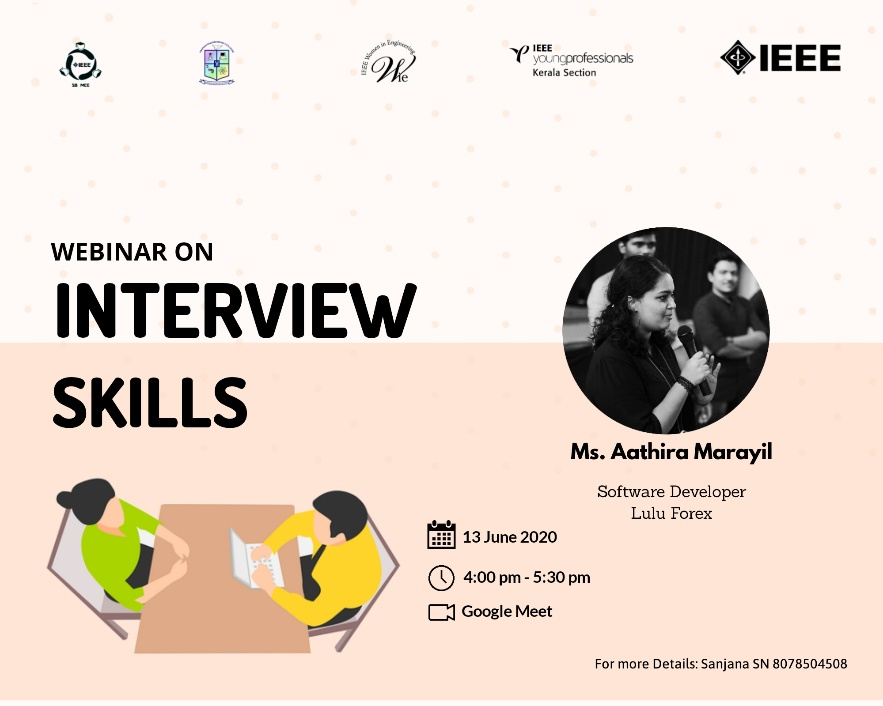 IEEE
SB MCE
IEEE Women in Engineering
Wie
IEEE
youngprofessionals
Kerala Section
IEEE
WEBINAR ON
INTERVIEW
SKILLS
Ms. Aathira Marayil
Software Developer
Lulu Forex
13 June 2020
4:00 pm - 5:30 pm
Google Meet
For more Details: Sanjana SN 8078504508